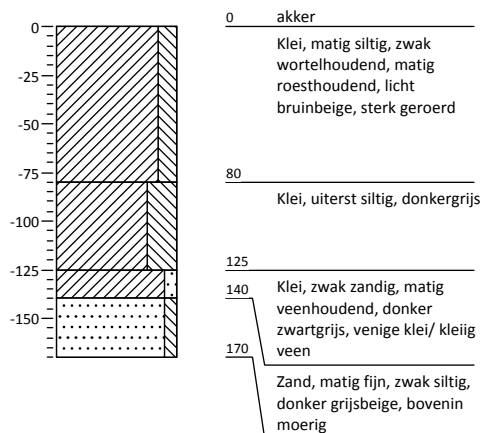 0
-25
-50
-75
-100
-125
-150
0 akker
Klei, matig siltig, zwak
wortelhoudend, matig
roesthoudend, licht
bruinbeige, sterk geroerd
80
Klei, uiterst siltig, donkergrijs
125
Klei, zwak zandig, matig
veenhoudend, donker
zwartgrijs, venige klei/ kleiig
veen
140
Zand, matig fijn, zwak siltig,
donker grijsbeige, bovenin
moerig
170